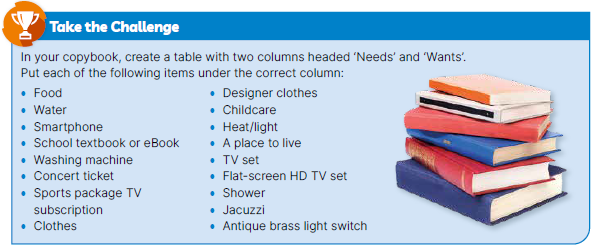 Take the Challenge
In your copybook, create a table with two columns headed ‘Needs’ and ‘Wants’.
Put each of the following items under the correct column:
• Food
• Water
• Smartphone
• School textbook or eBook
• Washing machine
• Concert ticket
• Sports package TV
subscription
• Clothes
• Designer clothes
• Childcare
• Heat/light
• A place to live
• TV set
• Flat-screen HD TV set
• Shower
• Jacuzzi
• Antique brass light switch